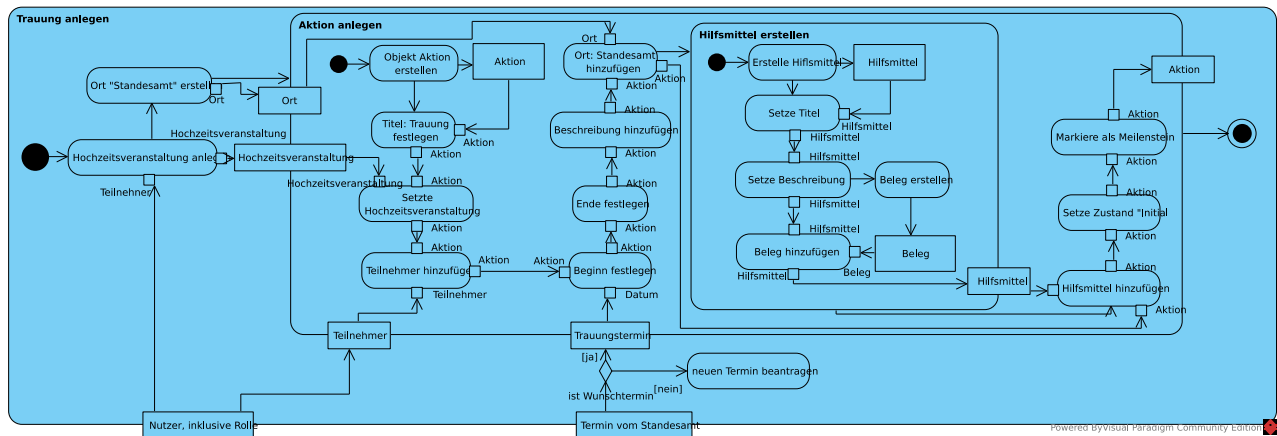 Trauung anlegen
Aktion anlegen
Hilfsmittel erstellen
Ort
Objekt Aktion
erstellen
Aktion
Ort: Standesamt
hinzufügen
Aktion
Aktion
Erstelle Hiflsmittel
Hilfsmittel
Aktion
Ort "Standesamt" erstell
Ort
Ort
Titel: Trauung
festlegen
Aktion
Aktion
Beschreibung hinzufügen
Aktion
Setze Titel
Hilfsmittel
Hilfsmittel
Hilfsmittel
Aktion
Markiere als Meilenstein
Aktion
Hochzeitsveranstaltung
Hochzeitsveranstaltung anlege
Hochzeitsveranstaltung
Hochzeitsveranstaltung
Teilnehmer
Aktion
Aktion
Setzte
Hochzeitsveranstaltung
Aktion
Aktion
Aktion
Ende festlegen
Aktion
Aktion
Setze Beschreibung
Beleg erstellen
Hilfsmittel
Hilfsmittel
Aktion
Setze Zustand "Initial
Aktion
Teilnehmer hinzufüge
Aktion
Aktion
Beginn festlegen
Beleg hinzufügen
Beleg
Beleg
Hilfsmittel
Hilfsmittel
Aktion
Hilfsmittel hinzufügen
Aktion
Teilnehmer
Datum
Teilnehmer
Trauungstermin
[ja]
neuen Termin beantragen
[nein]
ist Wunschtermin
Nutzer, inklusive Rolle
Termin vom Standesamt
Powered ByVisual Paradigm Community Edition